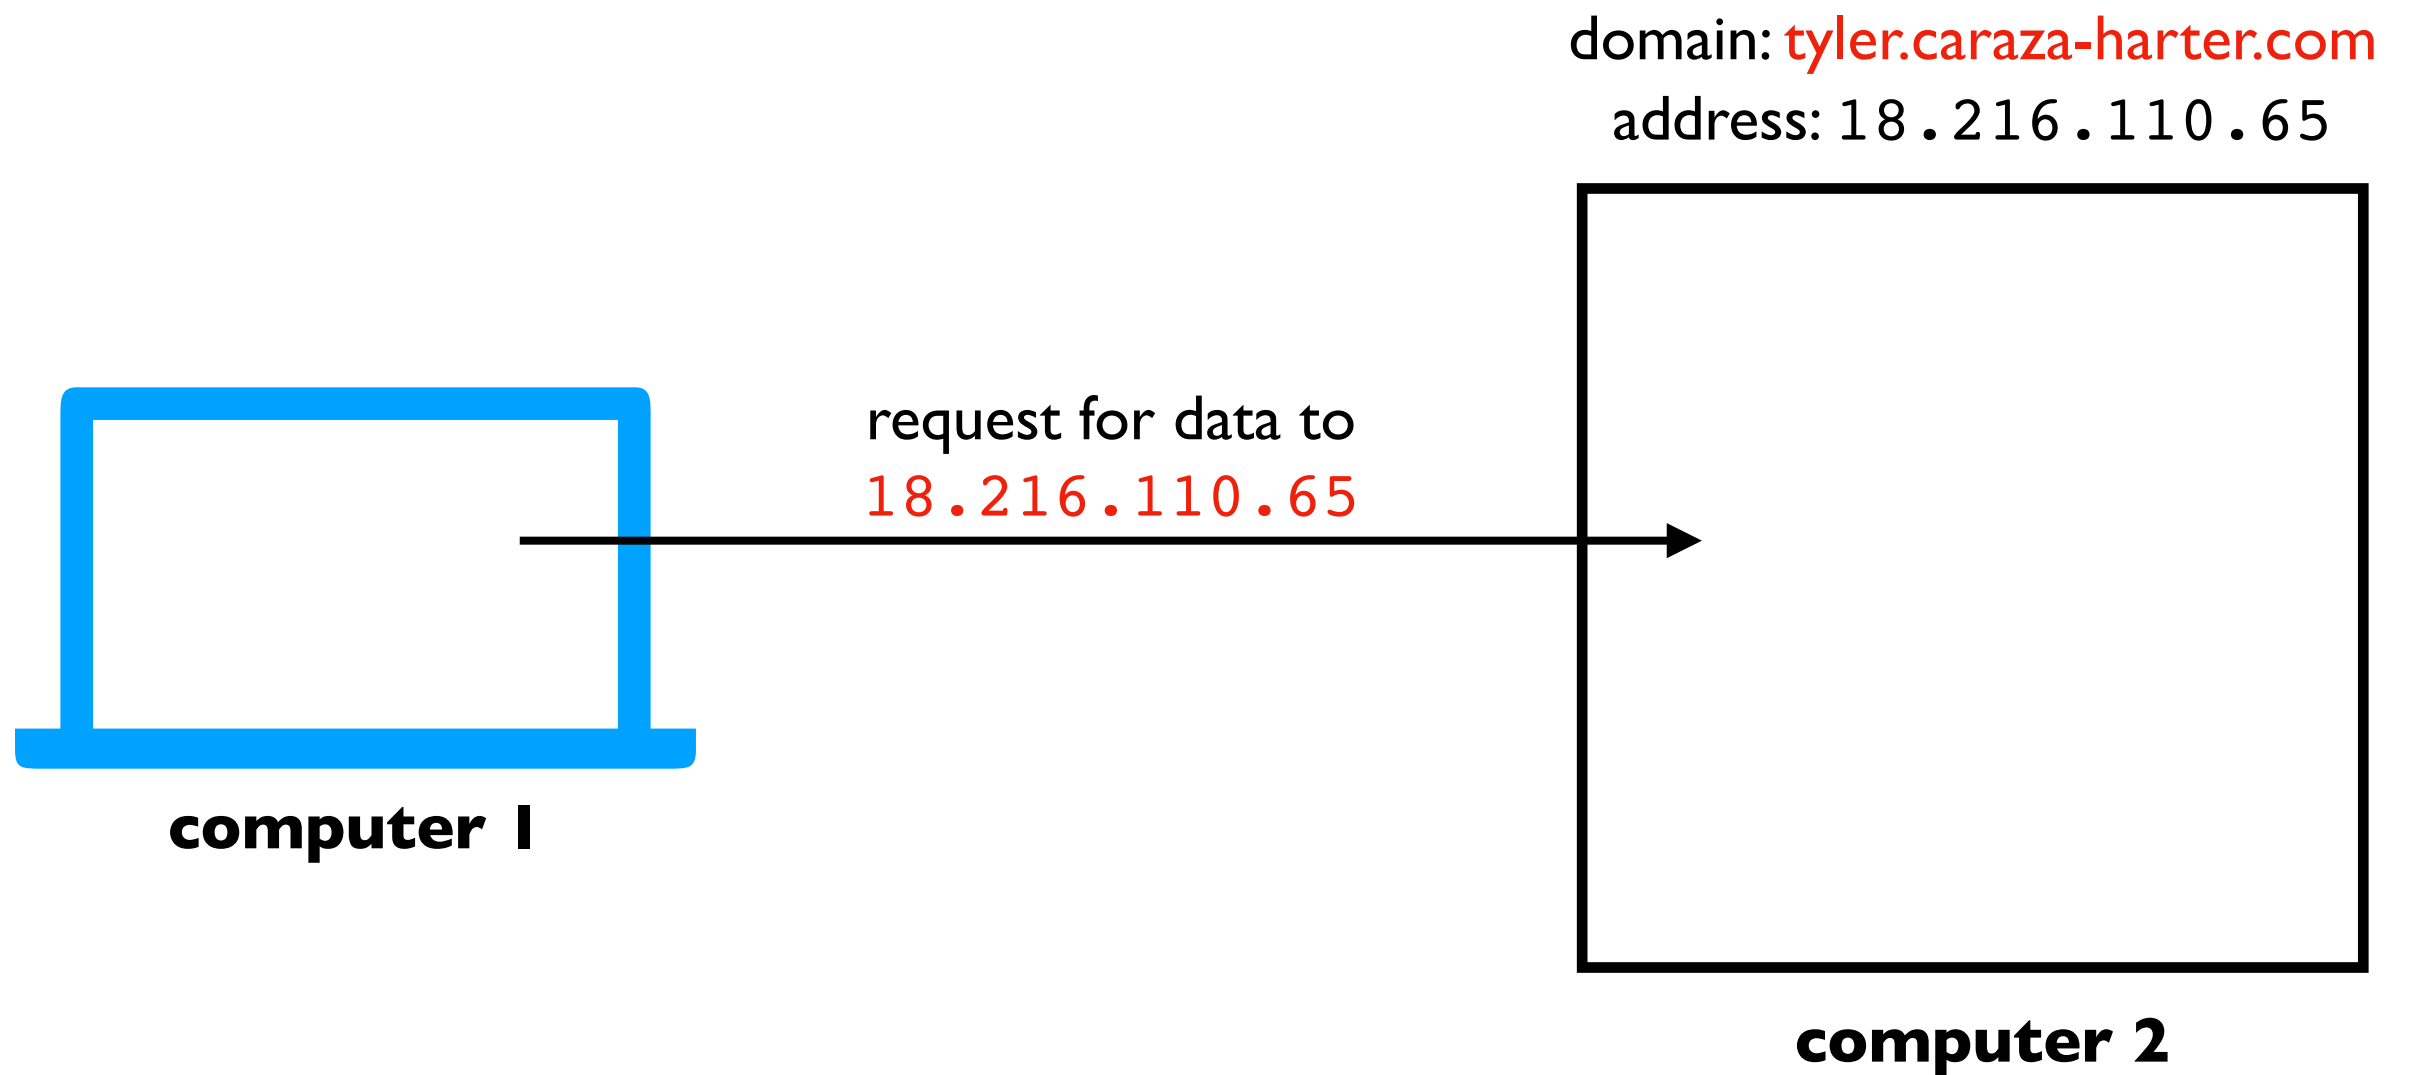 domain: tyler.caraza-harter.com
address: 18.216.110.65
request for data to
18.216.110.65
computer 1
computer 2